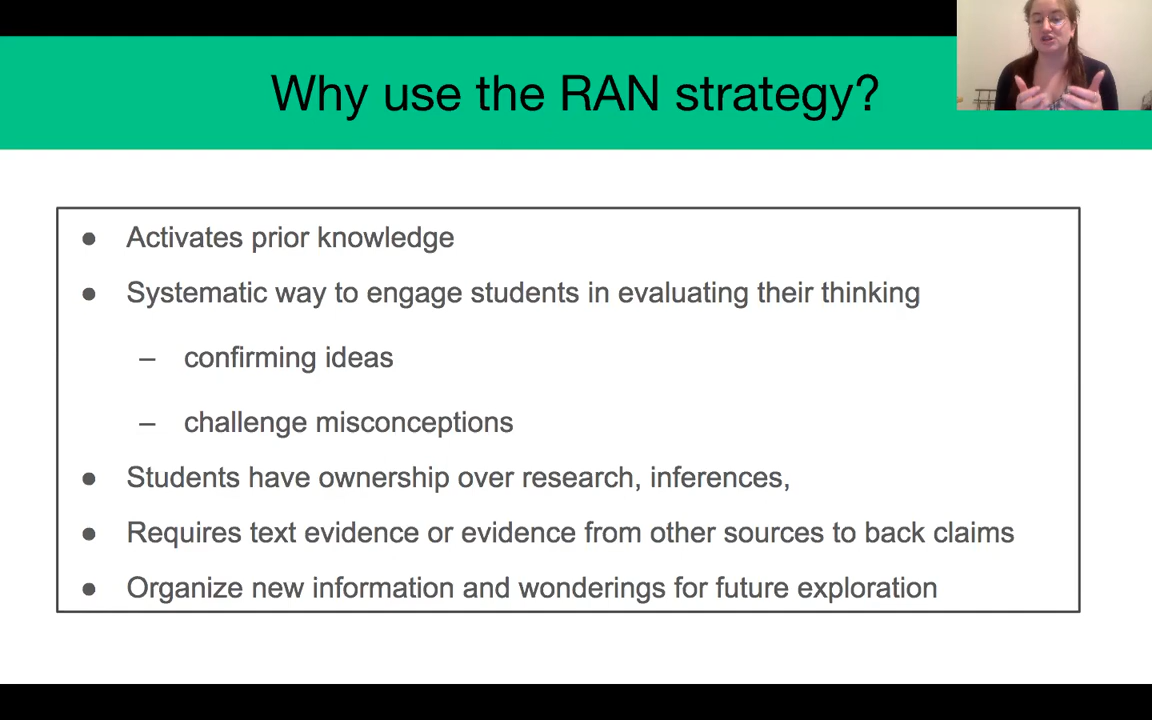 Why use the RAN strategy?
● Activates prior knowledge
● Systematic way to engage students in evaluating their thinking
– confirming ideas
– challenge misconceptions
● Students have ownership over research, inferences,
● Requires text evidence or evidence from other sources to back claims
● Organize new information and wonderings for future exploration